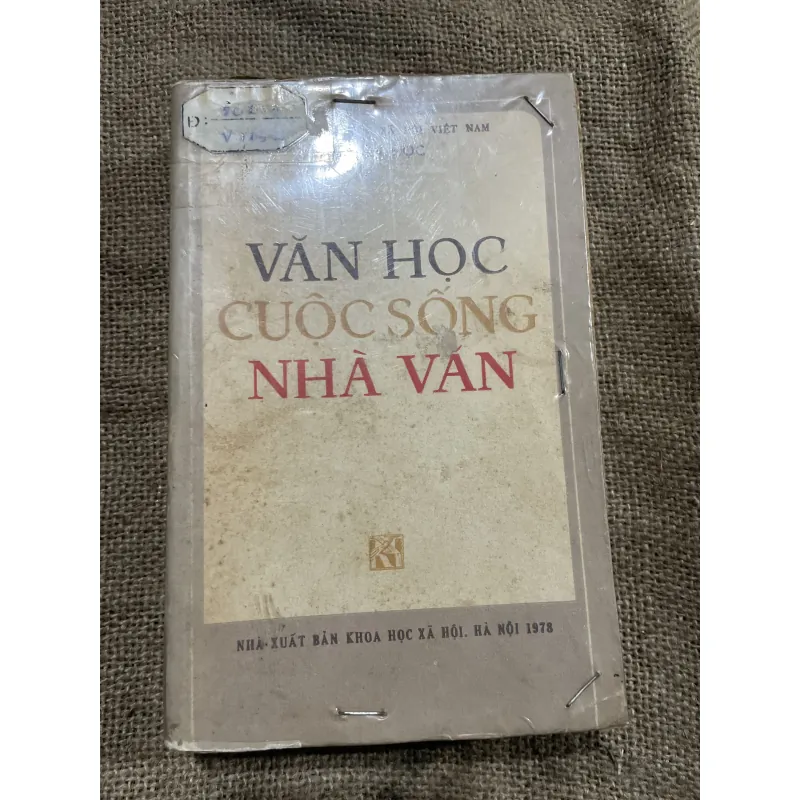 Đ:
VIỆT NAM
VĂN HỌC
CUỘC SỐNG
NHÀ VĂN
NHÀ XUẤT BẢN KHOA HỌC XÃ HỘI. HÀ NỘI 1978